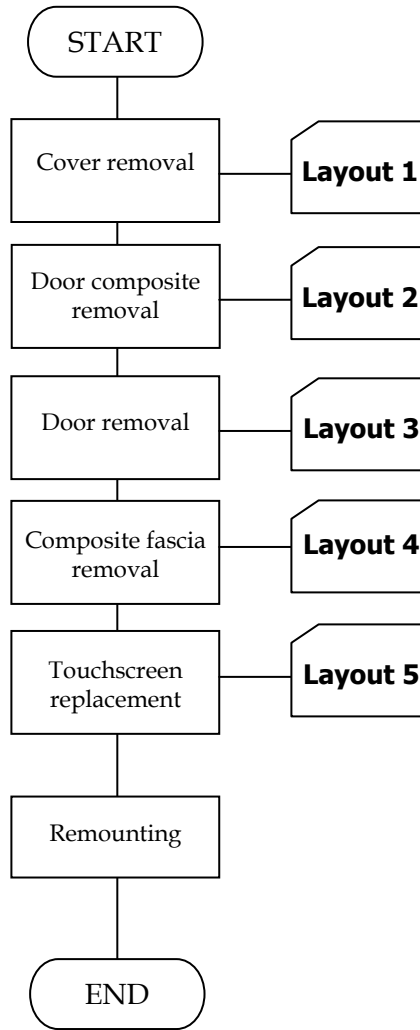 START
Cover removal
Layout 1
Door composite
removal
Layout 2
Door removal
Layout 3
Composite fascia
removal
Layout 4
Touchscreen
replacement
Layout 5
Remounting
END